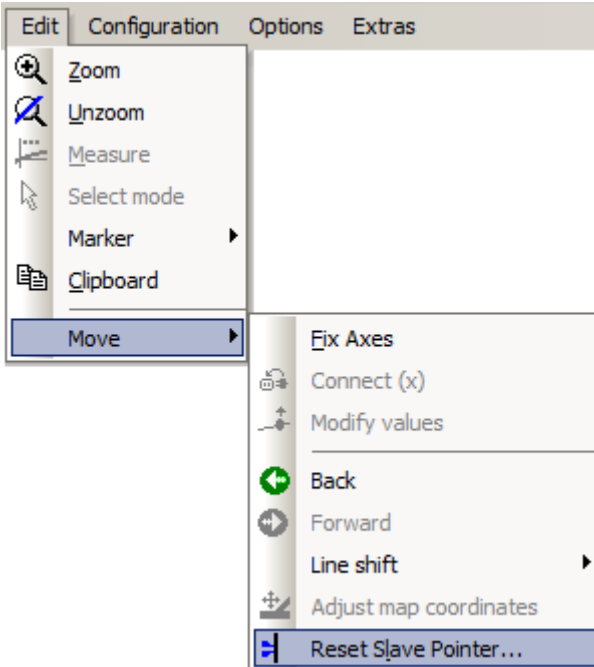 Edit Configuration Options Extras
Zoom
Unzoom
Measure
Select mode
Marker
Clipboard
Move
Fix Axes
Connect (x)
Modify values
Back
Forward
Line shift
Adjust map coordinates
Reset Slave Pointer...